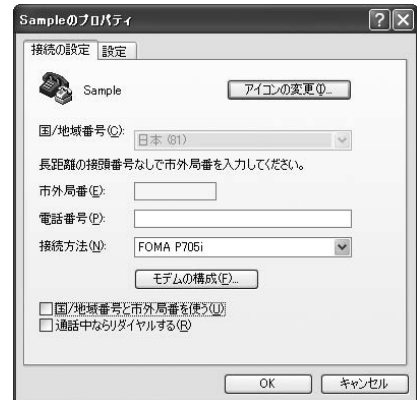 Sampleのプロパティ
接続の設定 設定
Sample
アイコンの変更(I)...
国/地域番号(C):
日本 (81)
長距離の接頭番号なしで市外局番を入力してください。
市外局番(E):
電話番号(P):
接続方法(N):
FOMA P705i
モデムの構成(F)...
国/地域番号と市外局番を使う(U)
通話中ならリダイヤルする(R)
OK キャンセル